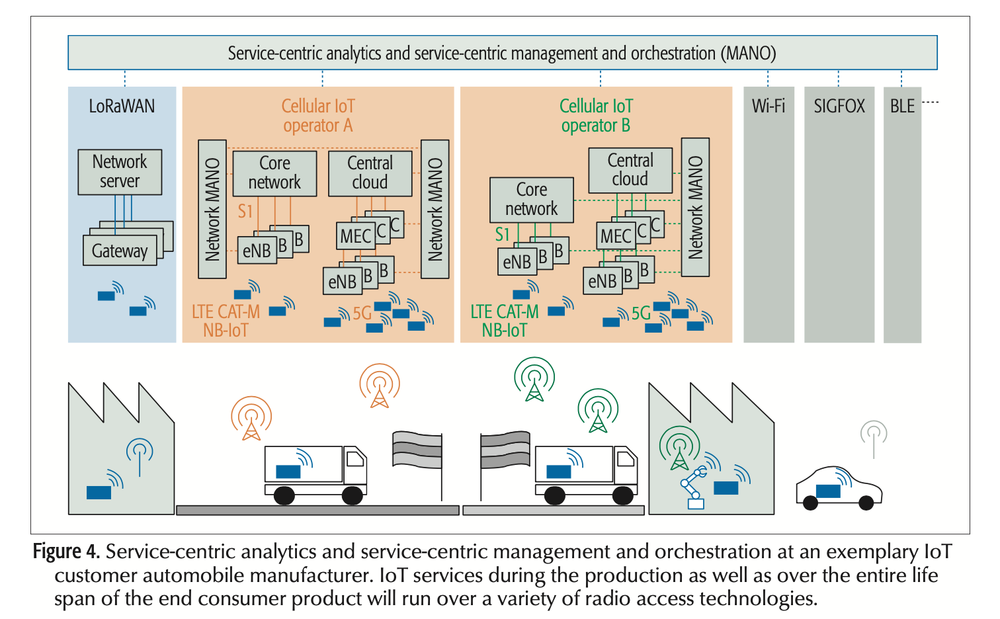 Service-centric analytics and service-centric management and orchestration (MANO)
LoRaWAN
Network
server
Gateway
Cellular IoT
operator A
Network MANO
Core
network
S1
eNB
B
B
LTE CAT-M
NB-IoT
Central
cloud
MEC
C
C
eNB
B
B
5G
Network MANO
Cellular IoT
operator B
Core
network
S1
eNB
B
B
LTE CAT-M
NB-IoT
Central
cloud
MEC
C
C
eNB
B
B
5G
Network MANO
Wi-Fi
SIGFOX
BLE
Figure 4. Service-centric analytics and service-centric management and orchestration at an exemplary IoT
customer automobile manufacturer. IoT services during the production as well as over the entire life
span of the end consumer product will run over a variety of radio access technologies.